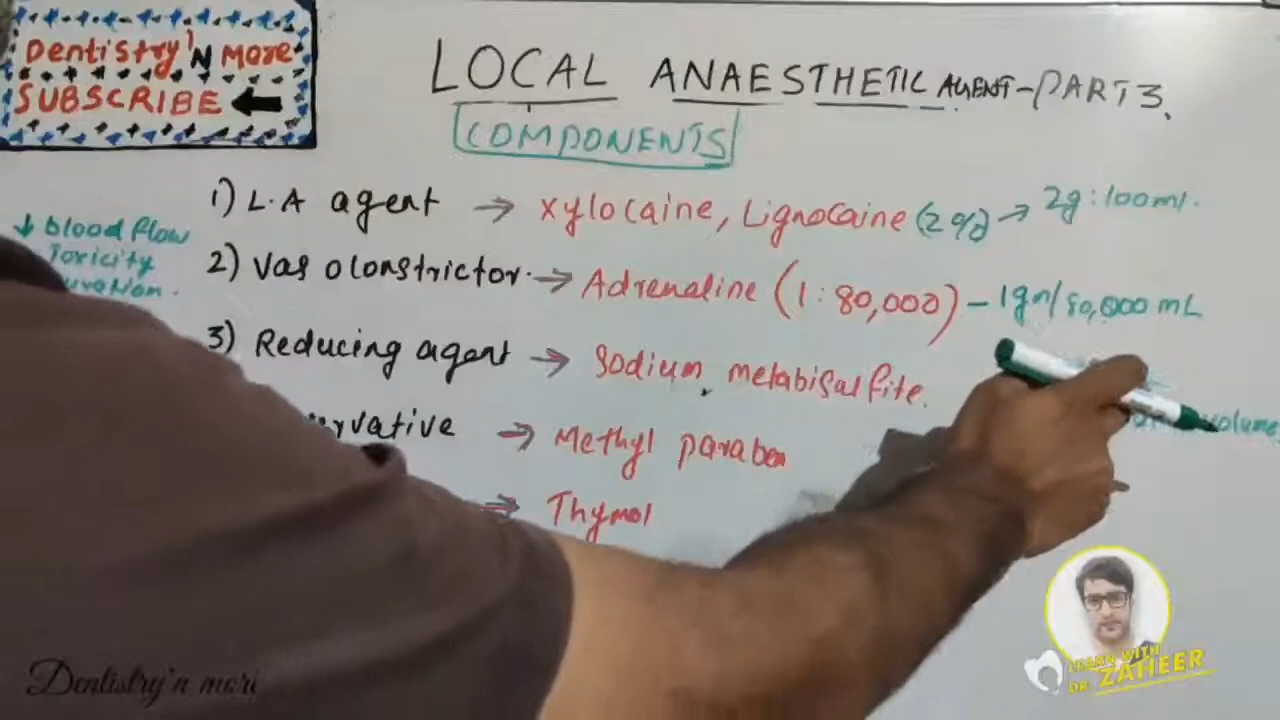 Dentistry'N More
SUBSCRIBE
LOCAL ANAESTHETIC AGENT-PART 3.
COMPONENTS
1) L.A agent → Xylocaine, Lignocaine (2%) → 2g:100ml.
↓ blood flow
Toxicity
2) Vasoconstrictor. → Adrenaline (1:80,000) - 1gm/80,000 mL
3) Reducing agent → Sodium metabisulfite.
→ Methyl paraben
volume
→ Thymol
LEARN WITH
DR. ZAHEER
Dentistry'n mori